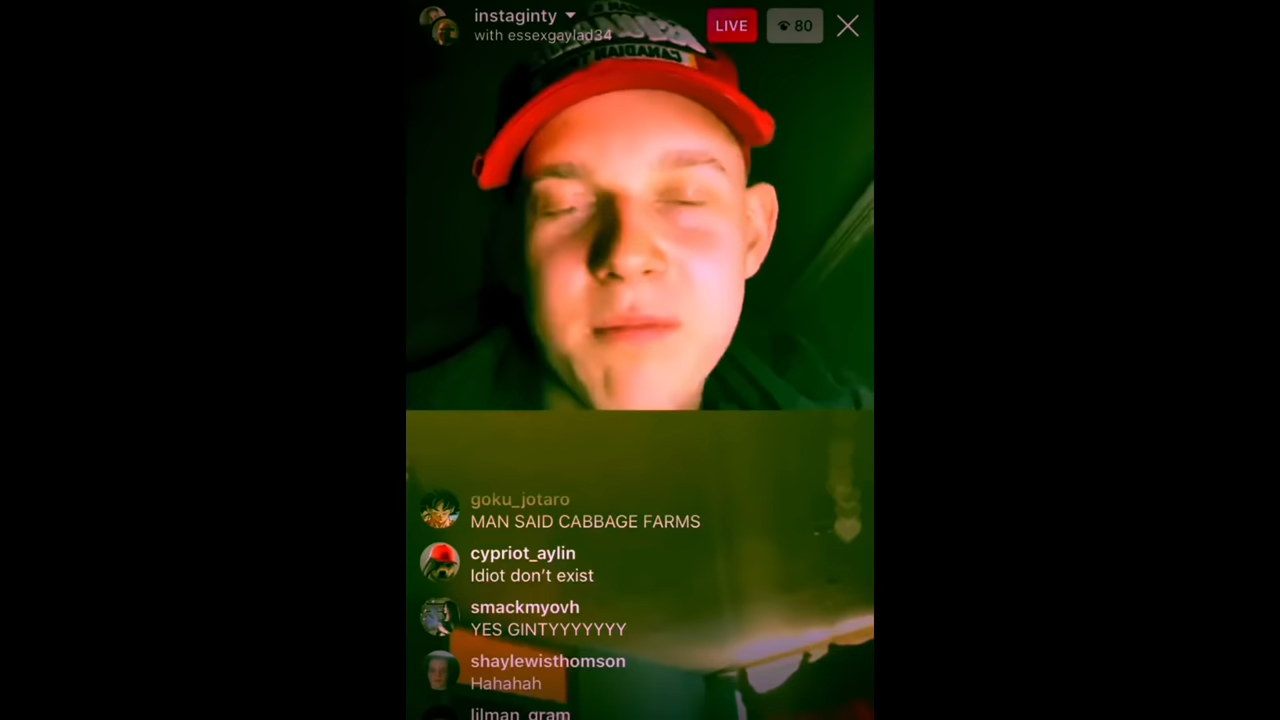 instaginty
with essexgaylad34
LIVE
80
CANADIAN
goku_jotaro
MAN SAID CABBAGE FARMS
cypriot_aylin
Idiot don’t exist
smackmyovh
YES GINTYYYYYYY
shaylewisthomson
Hahahah
lilman_gram